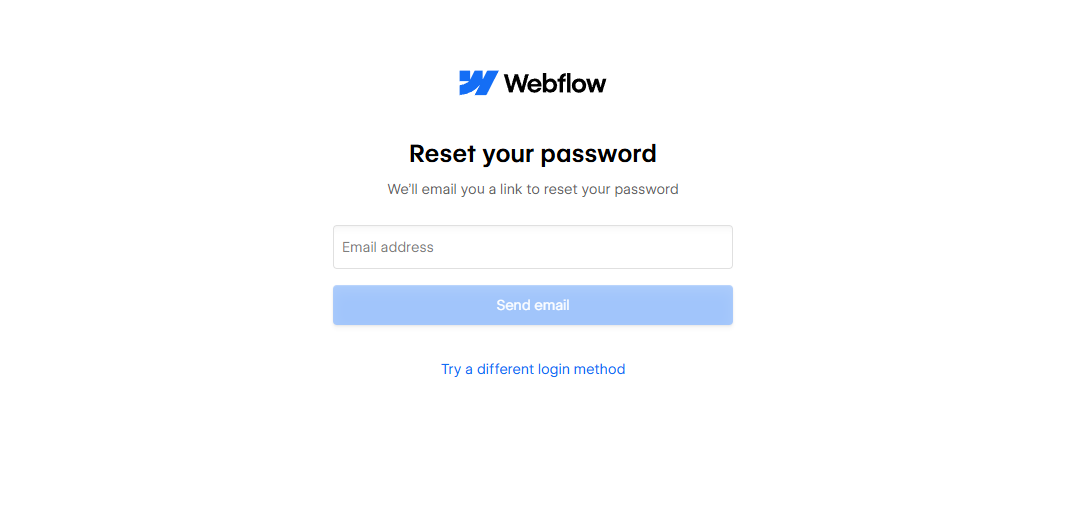 Webflow
Reset your password
We'll email you a link to reset your password
Email address
Send email
Try a different login method